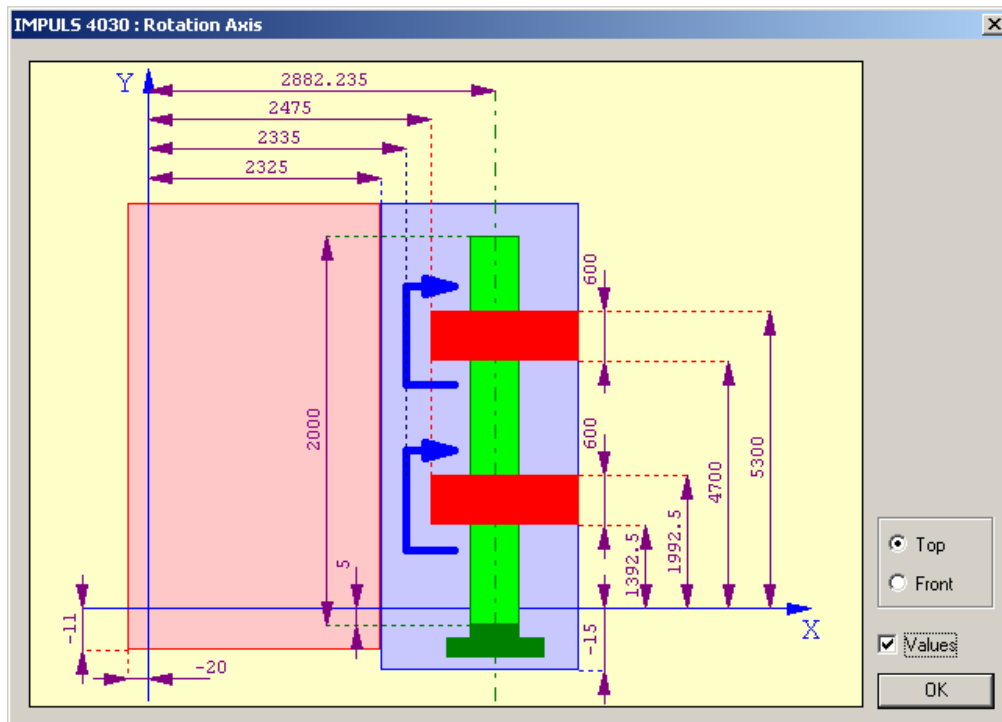 IMPULS 4030 : Rotation Axis
Y
2882.235
2475
2335
2325
600
2000
600
5300
4700
1992.5
1392.5
5
X
-11
-15
-20
Top
Front
Values
OK